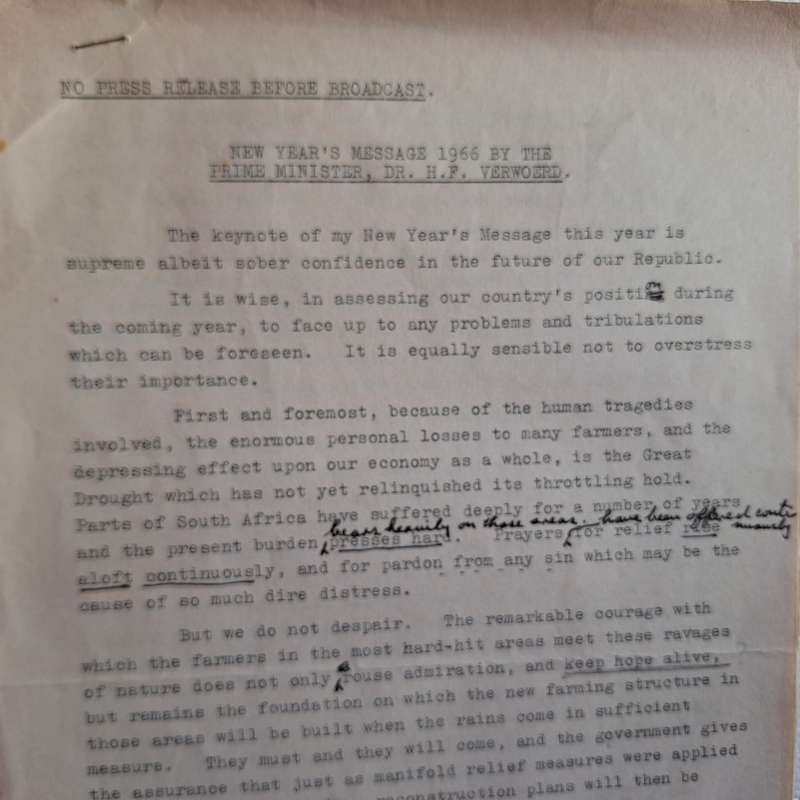 NO PRESS RELEASE BEFORE BROADCAST.
NEW YEAR'S MESSAGE 1966 BY THE
PRIME MINISTER, DR. H.F. VERWOERD.
The keynote of my New Year's Message this year is
supreme albeit sober confidence in the future of our Republic.
It is wise, in assessing our country's position during
the coming year, to face up to any problems and tribulations
which can be foreseen. It is equally sensible not to overstress
their importance.
First and foremost, because of the human tragedies
involved, the enormous personal losses to many farmers, and the
depressing effect upon our economy as a whole, is the Great
Drought which has not yet relinquished its throttling hold.
Parts of South Africa have suffered deeply for a number of years
bears heavily on those areas. have been offered conti
nuously
and the present burden presses hard. Prayers for relief rise
aloft continuously, and for pardon from any sin which may be the
cause of so much dire distress.
But we do not despair. The remarkable courage with
which the farmers in the most hard-hit areas meet these ravages
a
of nature does not only rouse admiration, and keep hope alive,
but remains the foundation on which the new farming structure in
those areas will be built when the rains come in sufficient
measure. They must and they will come, and the government gives
the assurance that just as manifold relief measures were applied
reconstruction plans will then be